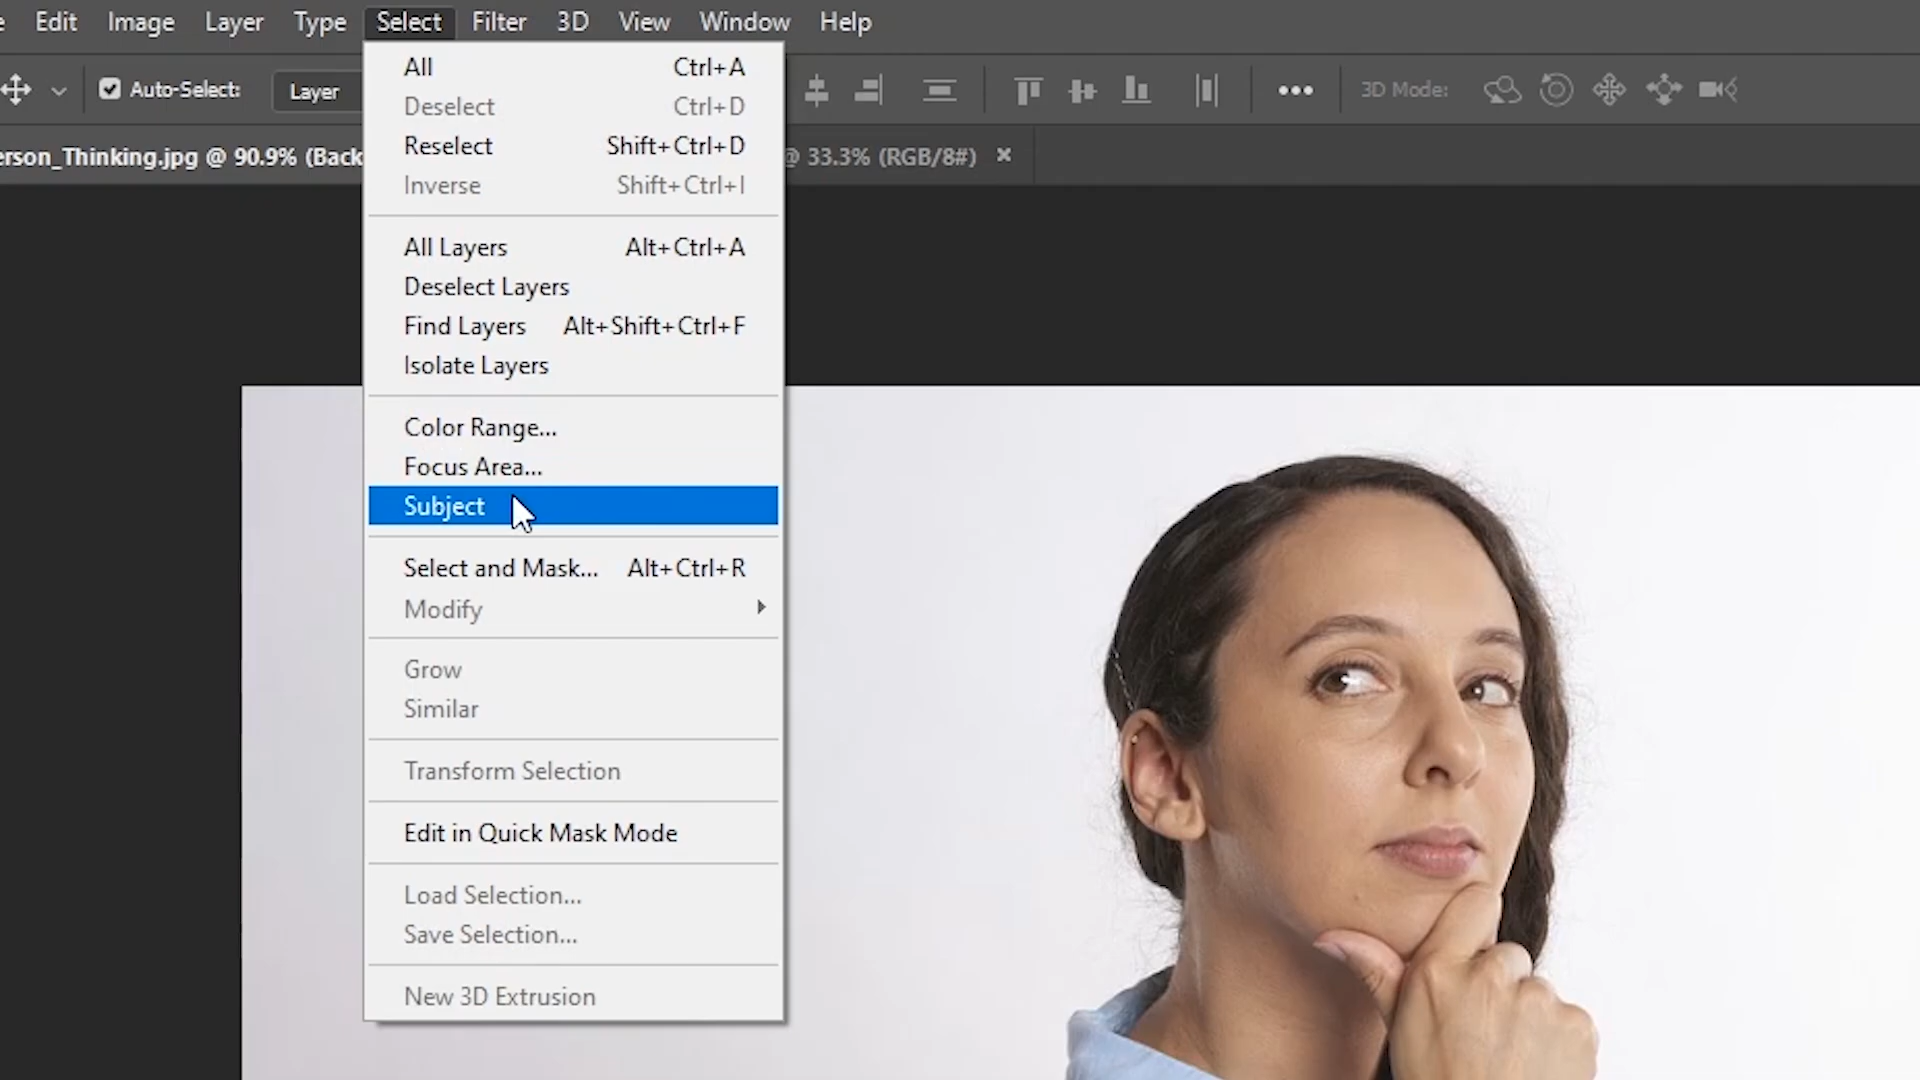 Edit Image Layer Type Select Filter 3D View Window Help
Auto-Select: Layer 3D Mode:
erson_Thinking.jpg @ 90.9% (Back @ 33.3% (RGB/8#)
All Ctrl+A
Deselect Ctrl+D
Reselect Shift+Ctrl+D
Inverse Shift+Ctrl+I
All Layers Alt+Ctrl+A
Deselect Layers
Find Layers Alt+Shift+Ctrl+F
Isolate Layers
Color Range...
Focus Area...
Subject
Select and Mask... Alt+Ctrl+R
Modify
Grow
Similar
Transform Selection
Edit in Quick Mask Mode
Load Selection...
Save Selection...
New 3D Extrusion